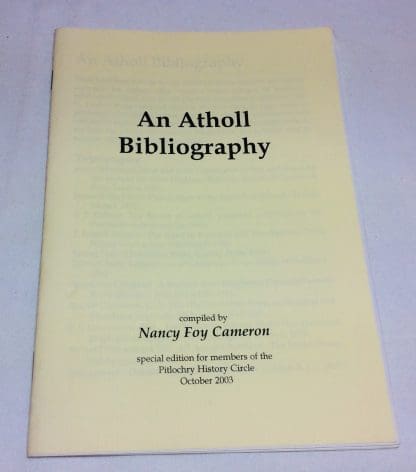 An Atholl
Bibliography
compiled by
Nancy Foy Cameron
special edition for members of the
Pitlochry History Circle
October 2003